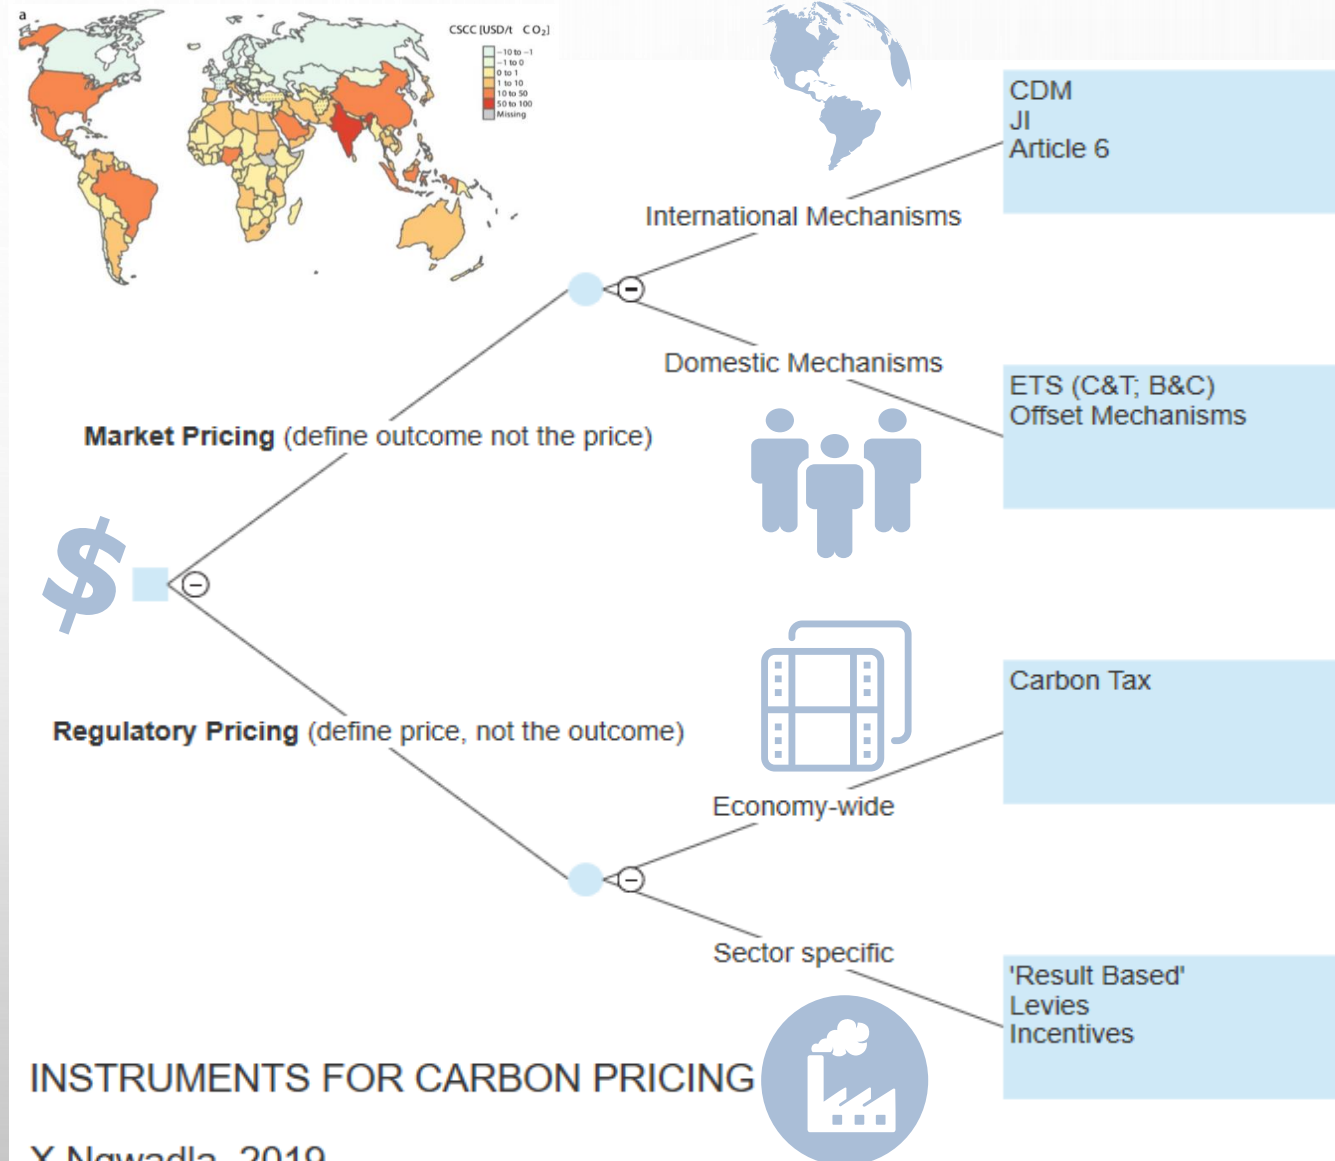 a
CSCC [USD/t CO₂]
−10 to −1
−1 to 0
0 to 1
1 to 10
10 to 50
50 to 100
Missing
CDM
JI
Article 6
International Mechanisms
Domestic Mechanisms
ETS (C&T; B&C)
Offset Mechanisms
Market Pricing (define outcome not the price)
$
Regulatory Pricing (define price, not the outcome)
Carbon Tax
Economy-wide
Sector specific
'Result Based'
Levies
Incentives
INSTRUMENTS FOR CARBON PRICING
X Ngwadla, 2019